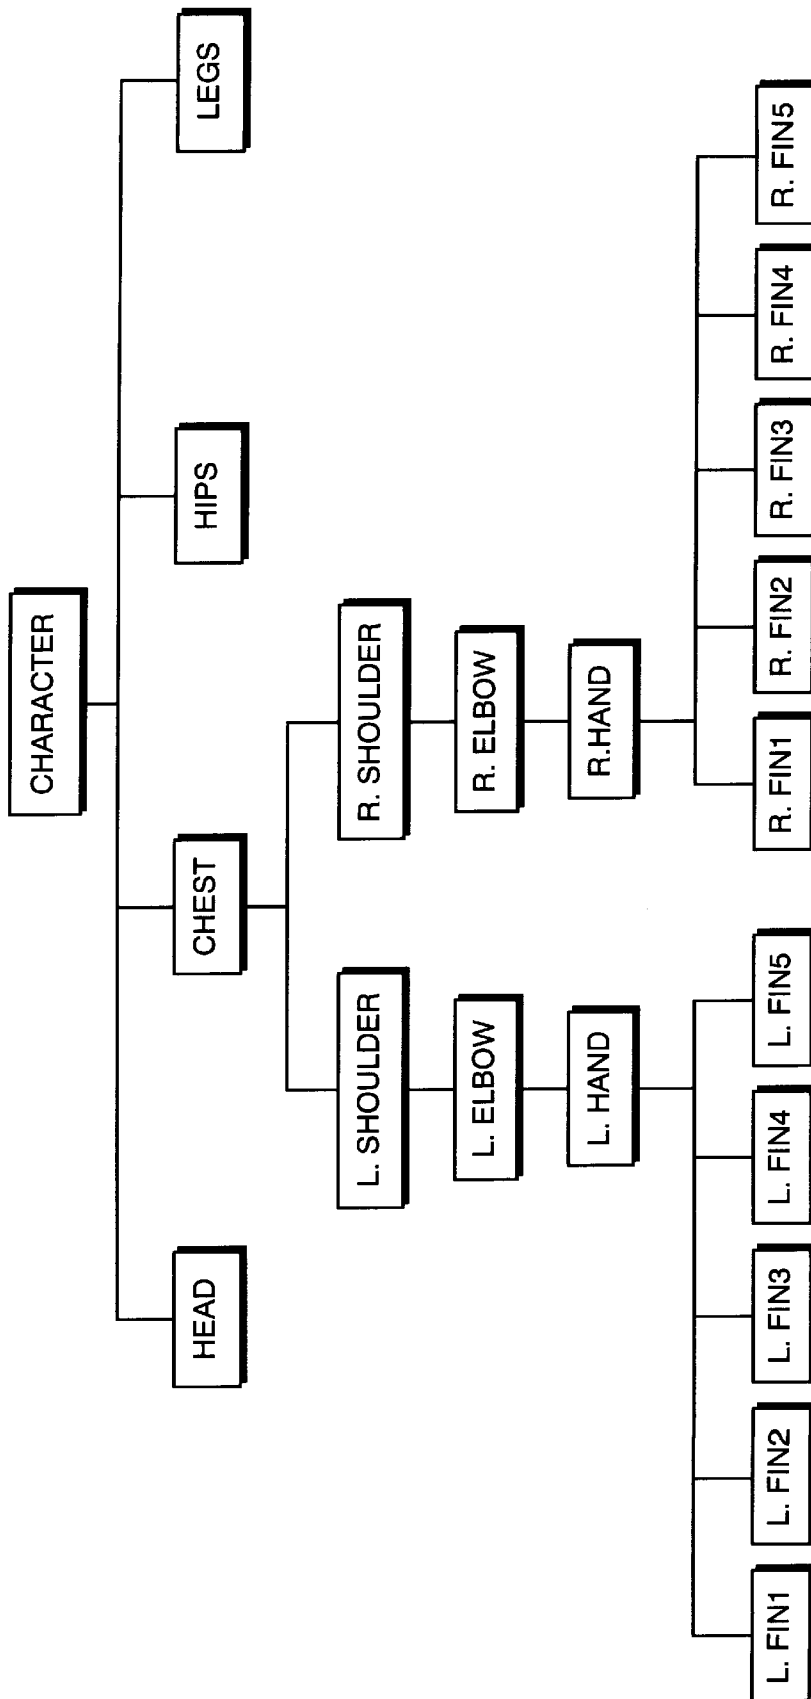 CHARACTER
HEAD
CHEST
HIPS
LEGS
L. SHOULDER
R. SHOULDER
L. ELBOW
R. ELBOW
L. HAND
R.HAND
L. FIN1
L. FIN2
L. FIN3
L. FIN4
L. FIN5
R. FIN1
R. FIN2
R. FIN3
R. FIN4
R. FIN5